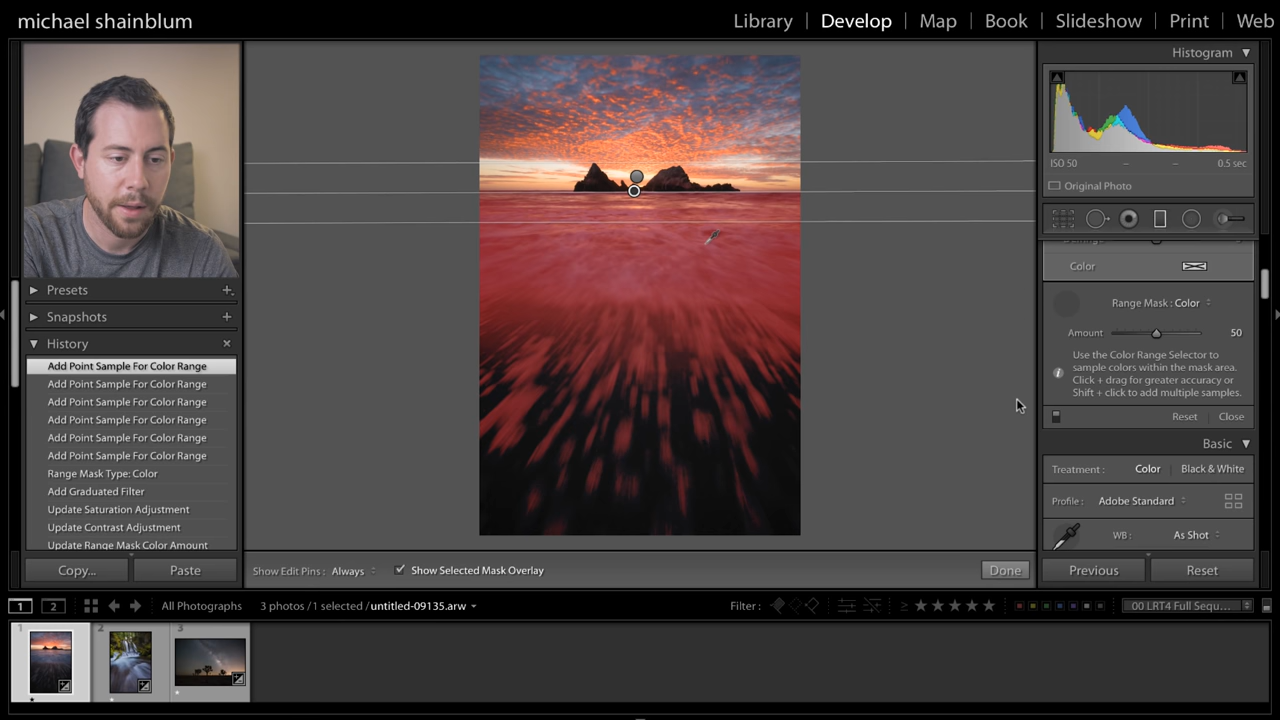 michael shainblum
Library | Develop | Map | Book | Slideshow | Print | Web
Histogram
ISO 50 – – 0.5 sec
Original Photo
Color
Range Mask : Color
Amount 50
Use the Color Range Selector to
sample colors within the mask area.
Click + drag for greater accuracy or
Shift + click to add multiple samples.
Reset Close
Basic
Treatment : Color Black & White
Profile : Adobe Standard
WB : As Shot
Previous Reset
Presets
Snapshots
History
Add Point Sample For Color Range
Add Point Sample For Color Range
Add Point Sample For Color Range
Add Point Sample For Color Range
Add Point Sample For Color Range
Add Point Sample For Color Range
Range Mask Type: Color
Add Graduated Filter
Update Saturation Adjustment
Update Contrast Adjustment
Update Range Mask Color Amount
Copy... Paste
Show Edit Pins : Always Show Selected Mask Overlay Done
1 2 All Photographs 3 photos / 1 selected / untitled-09135.arw Filter : 00 LRT4 Full Sequ...
1 2 3